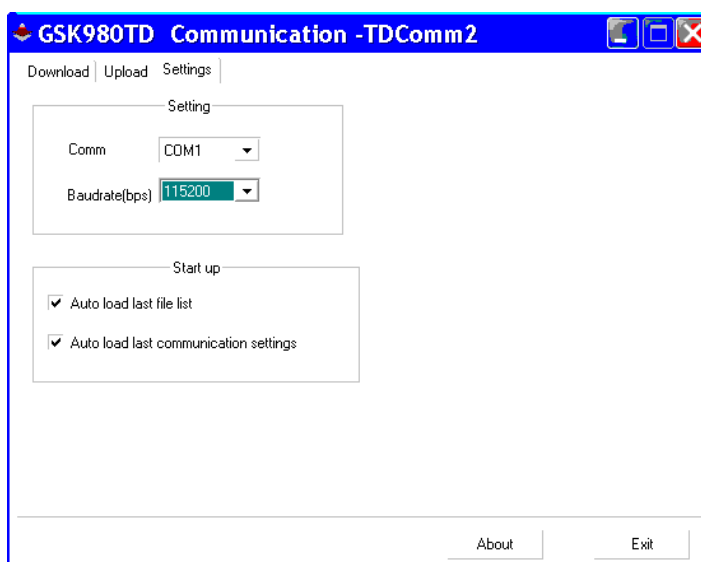 GSK980TD Communication -TDComm2
Download Upload Settings
Setting
Comm COM1
Baudrate(bps) 115200
Start up
Auto load last file list
Auto load last communication settings
About Exit